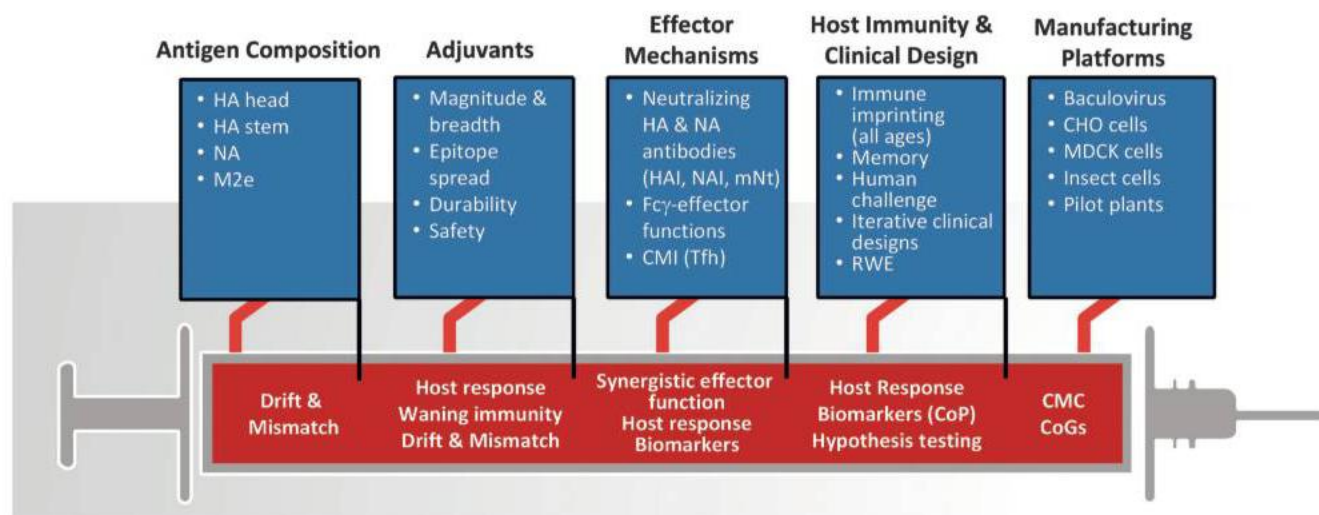 Antigen Composition
• HA head
• HA stem
• NA
• M2e
Adjuvants
• Magnitude &
breadth
• Epitope
spread
• Durability
• Safety
Effector
Mechanisms
• Neutralizing
HA & NA
antibodies
(HAI, NAI, mNt)
• Fcγ-effector
functions
• CMI (Tfh)
Host Immunity &
Clinical Design
• Immune
imprinting
(all ages)
• Memory
• Human
challenge
• Iterative clinical
designs
• RWE
Manufacturing
Platforms
• Baculovirus
• CHO cells
• MDCK cells
• Insect cells
• Pilot plants
Drift &
Mismatch
Host response
Waning immunity
Drift & Mismatch
Synergistic effector
function
Host response
Biomarkers
Host Response
Biomarkers (CoP)
Hypothesis testing
CMC
CoGs